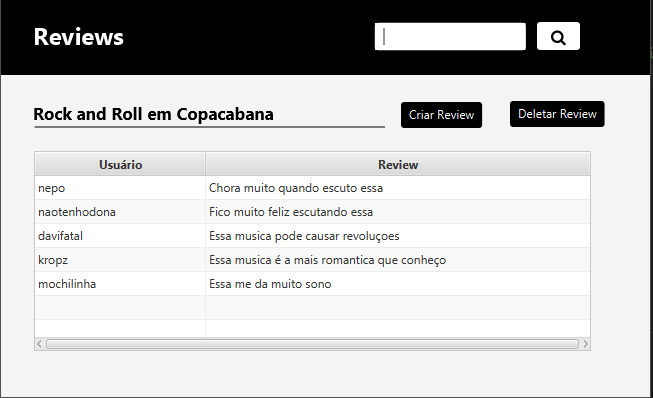 Reviews
Rock and Roll em Copacabana
Criar Review
Deletar Review
Usuário Review
nepo Chora muito quando escuto essa
naotenhodona Fico muito feliz escutando essa
davifatal Essa musica pode causar revoluçoes
kropz Essa musica é a mais romantica que conheço
mochilinha Essa me da muito sono